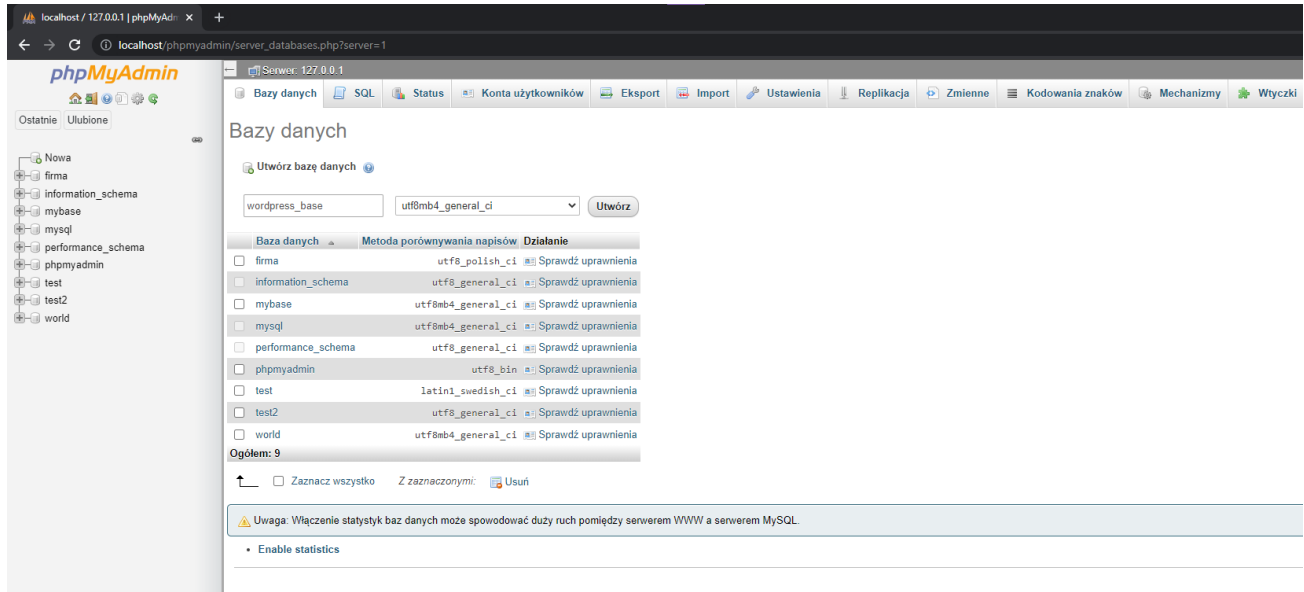 localhost / 127.0.0.1 | phpMyAdn
localhost/phpmyadmin/server_databases.php?server=1
phpMyAdmin
Ostatnie Ulubione
Nowa
firma
information_schema
mybase
mysql
performance_schema
phpmyadmin
test
test2
world
Serwer: 127.0.0.1
Bazy danych SQL Status Konta użytkowników Eksport Import Ustawienia Replikacja Zmienne Kodowania znaków Mechanizmy Wtyczki
Bazy danych
Utwórz bazę danych
wordpress_base utf8mb4_general_ci Utwórz
Baza danych Metoda porównywania napisów Działanie
firma utf8_polish_ci Sprawdź uprawnienia
information_schema utf8_general_ci Sprawdź uprawnienia
mybase utf8mb4_general_ci Sprawdź uprawnienia
mysql utf8mb4_general_ci Sprawdź uprawnienia
performance_schema utf8_general_ci Sprawdź uprawnienia
phpmyadmin utf8_bin Sprawdź uprawnienia
test latin1_swedish_ci Sprawdź uprawnienia
test2 utf8_general_ci Sprawdź uprawnienia
world utf8mb4_general_ci Sprawdź uprawnienia
Ogółem: 9
Zaznacz wszystko Z zaznaczonymi: Usuń
Uwaga: Włączenie statystyk baz danych może spowodować duży ruch pomiędzy serwerem WWW a serwerem MySQL.
Enable statistics